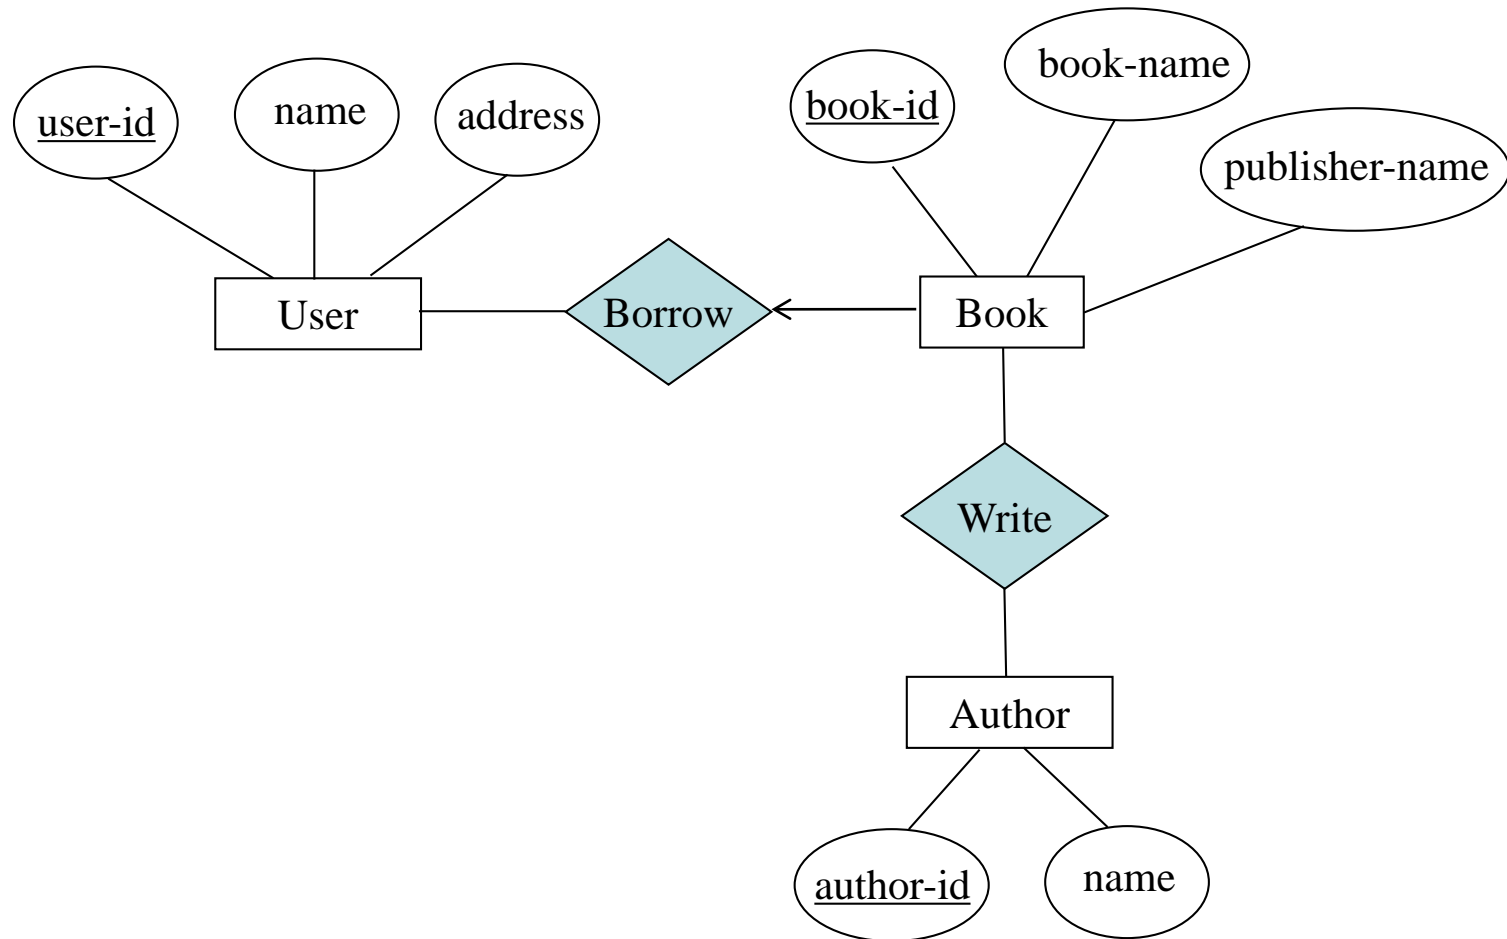 user-id
name
address
book-id
book-name
publisher-name
User
Borrow
Book
Write
Author
author-id
name